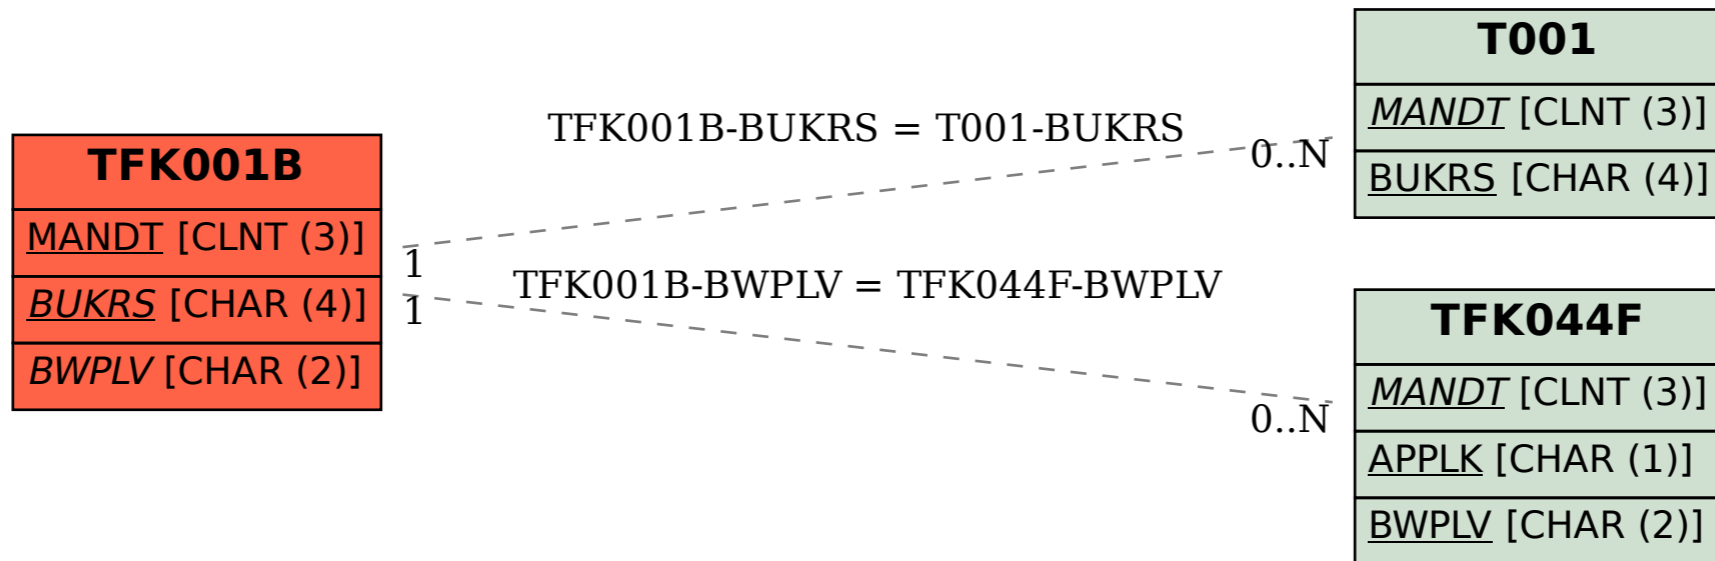 TFK001B
MANDT [CLNT (3)]
BUKRS [CHAR (4)]
BWPLV [CHAR (2)]
TFK001B-BUKRS = T001-BUKRS
1
0..N
TFK001B-BWPLV = TFK044F-BWPLV
1
0..N
T001
MANDT [CLNT (3)]
BUKRS [CHAR (4)]
TFK044F
MANDT [CLNT (3)]
APPLK [CHAR (1)]
BWPLV [CHAR (2)]